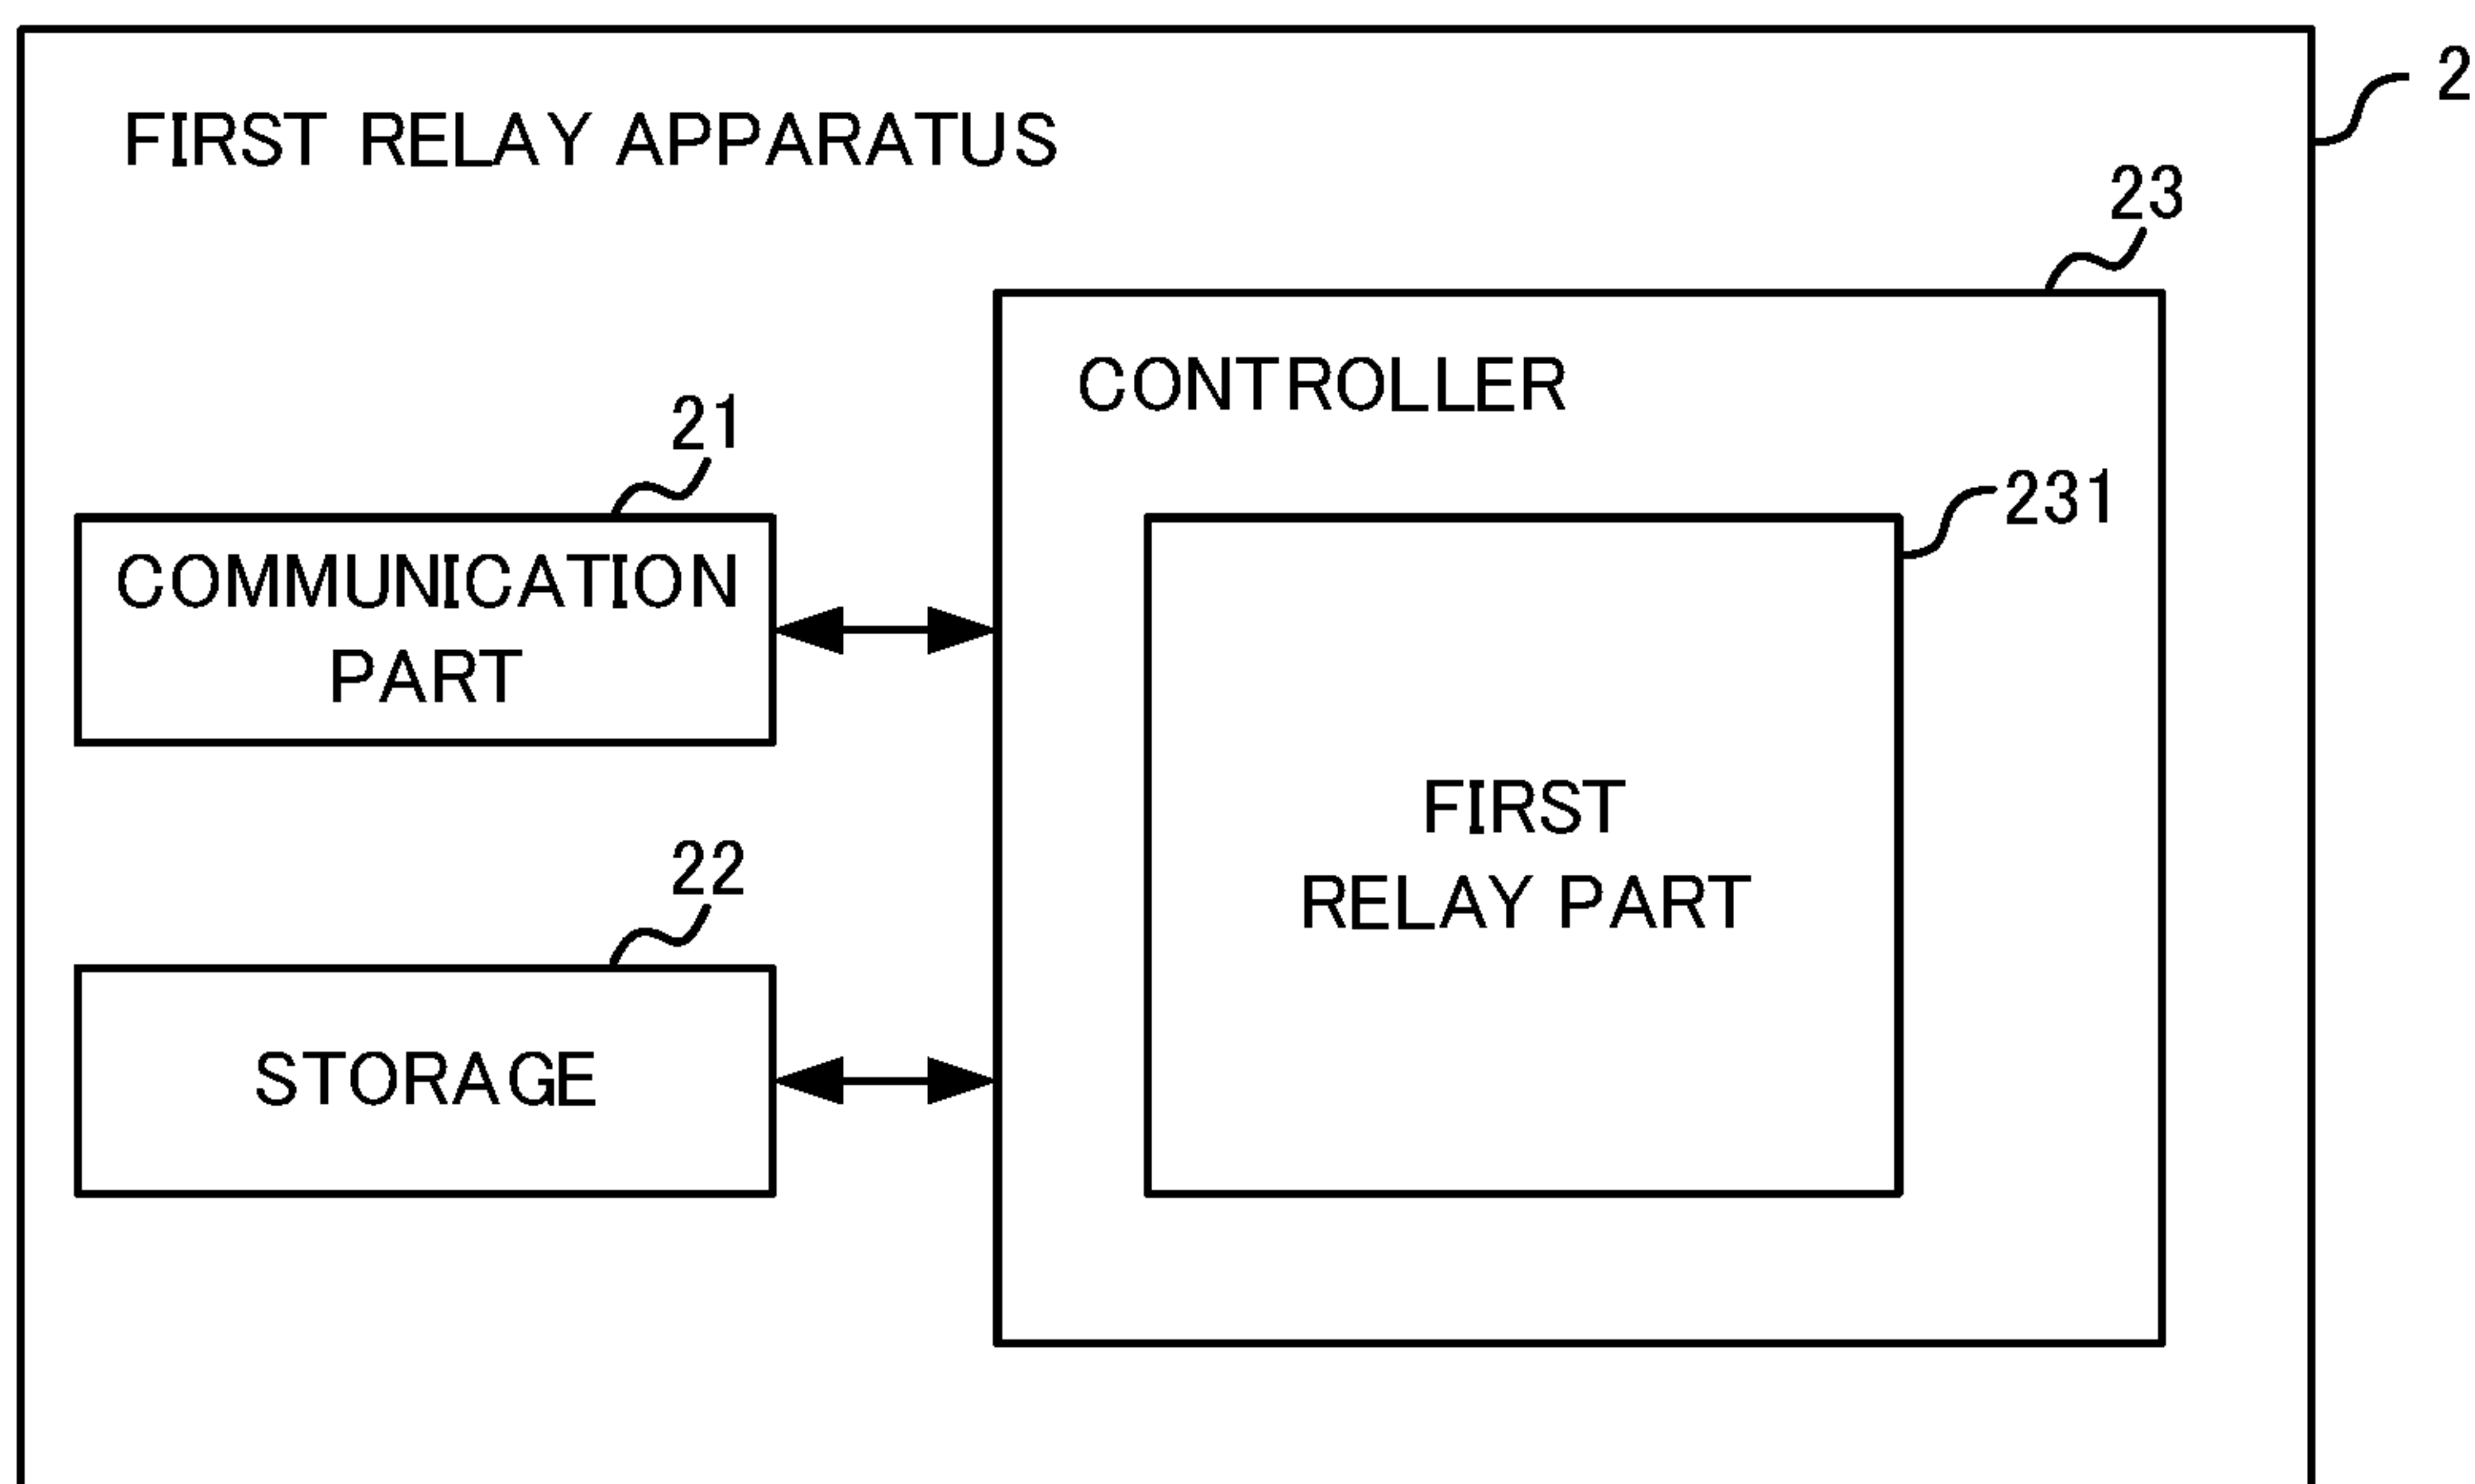 2
FIRST RELAY APPARATUS
23
CONTROLLER
21
231
COMMUNICATION
PART
FIRST
RELAY PART
22
STORAGE